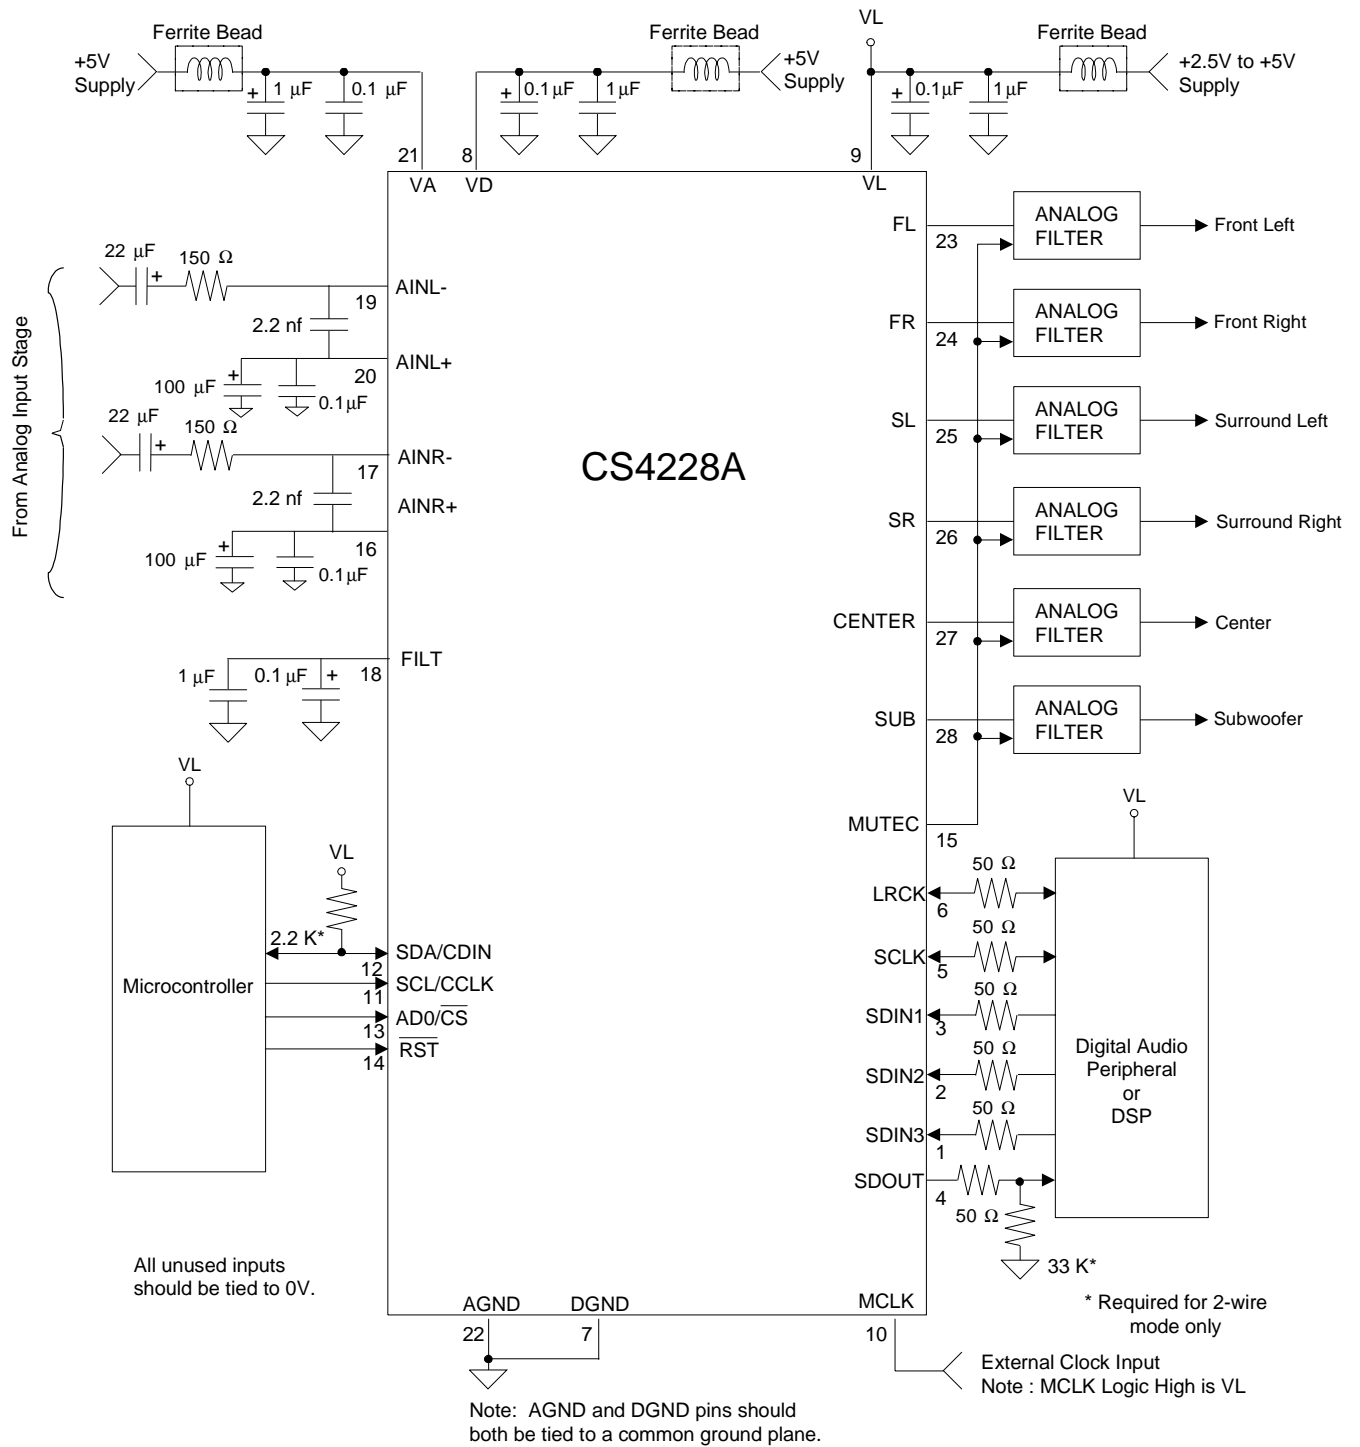 VL
Ferrite Bead
Ferrite Bead
Ferrite Bead
+5V
Supply
+5V
Supply
+2.5V to +5V
Supply
+ 1 µF
0.1 µF
+ 0.1 µF
1 µF
+ 0.1 µF
1 µF
21
8
9
VA
VD
VL
CS4228A
From Analog Input Stage
22 µF
+
150 Ω
19
AINL-
2.2 nf
20
AINL+
100 µF
+
0.1 µF
22 µF
+
150 Ω
17
AINR-
2.2 nf
AINR+
16
100 µF
+
0.1 µF
1 µF
0.1 µF +
18
FILT
VL
Microcontroller
VL
2.2 K*
SDA/CDIN
12
SCL/CCLK
11
AD0/CS
13
RST
14
All unused inputs
should be tied to 0V.
FL
23
ANALOG
FILTER
Front Left
FR
24
ANALOG
FILTER
Front Right
SL
25
ANALOG
FILTER
Surround Left
SR
26
ANALOG
FILTER
Surround Right
CENTER
27
ANALOG
FILTER
Center
SUB
28
ANALOG
FILTER
Subwoofer
MUTEC
15
VL
50 Ω
LRCK
6
50 Ω
SCLK
5
50 Ω
SDIN1
3
50 Ω
SDIN2
2
50 Ω
SDIN3
1
SDOUT
4
50 Ω
33 K*
Digital Audio
Peripheral
or
DSP
* Required for 2-wire
mode only
AGND
DGND
MCLK
22
7
10
External Clock Input
Note : MCLK Logic High is VL
Note: AGND and DGND pins should
both be tied to a common ground plane.